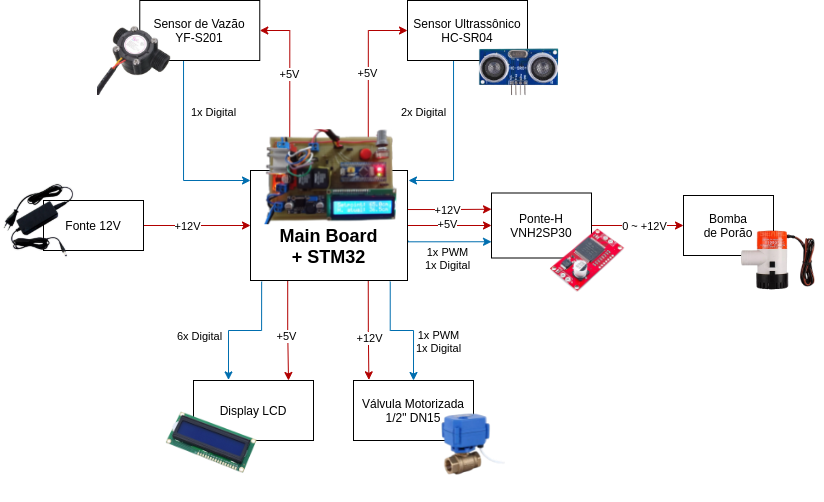 Sensor de Vazão
YF-S201
Sensor Ultrassônico
HC-SR04
+5V
+5V
1x Digital
2x Digital
Fonte 12V
+12V
Main Board
+ STM32
+12V
+5V
1x PWM
1x Digital
Ponte-H
VNH2SP30
0 ~ +12V
Bomba
de Porão
6x Digital
+5V
+12V
1x PWM
1x Digital
Display LCD
Válvula Motorizada
1/2" DN15